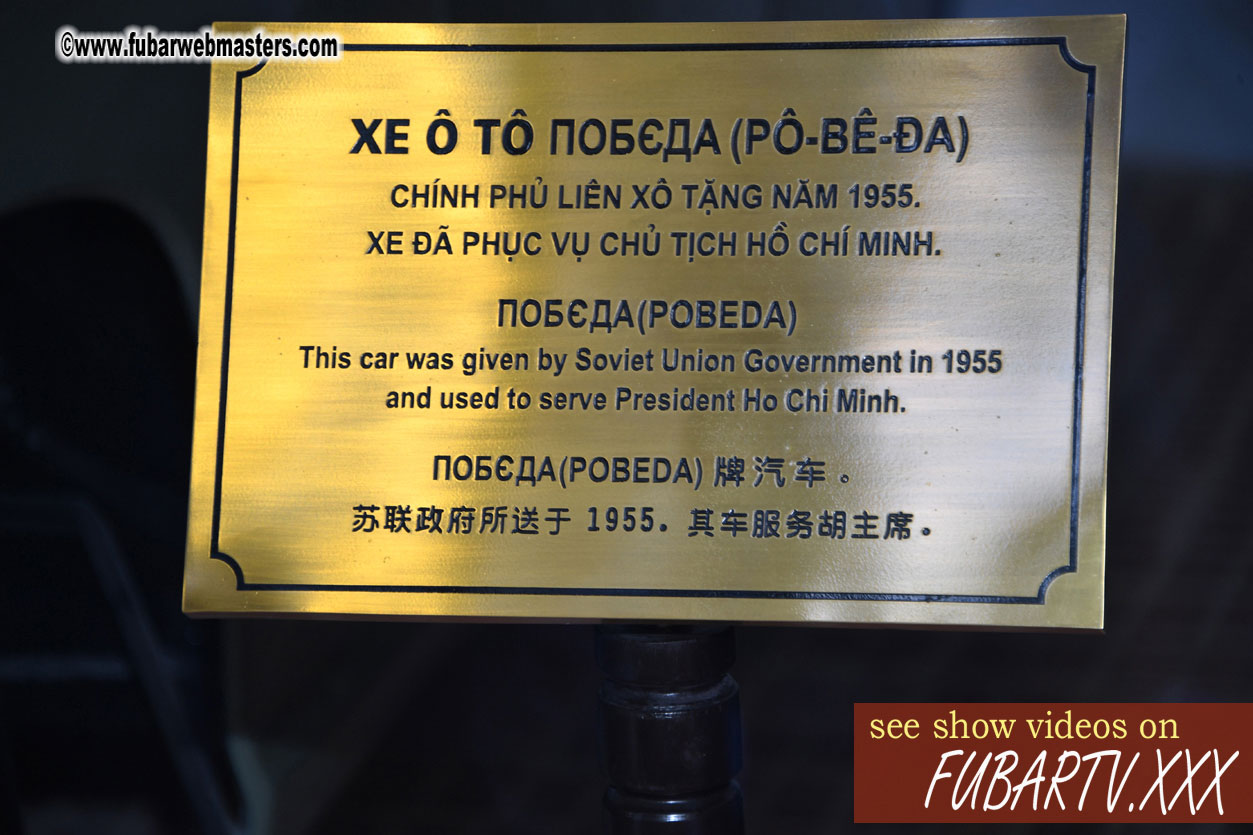 ©www.fubarwebmasters.com
XE Ô TÔ ПОБЄДА (PÔ-BÊ-ĐA)
CHÍNH PHỦ LIÊN XÔ TẶNG NĂM 1955.
XE ĐÃ PHỤC VỤ CHỦ TỊCH HỒ CHÍ MINH.
ПОБЄДА(POBEDA)
This car was given by Soviet Union Government in 1955
and used to serve President Ho Chi Minh.
ПОБЄДА(POBEDA) 牌汽车。
苏联政府所送于 1955. 其车服务胡主席。
see show videos on
FUBARTV.XXX